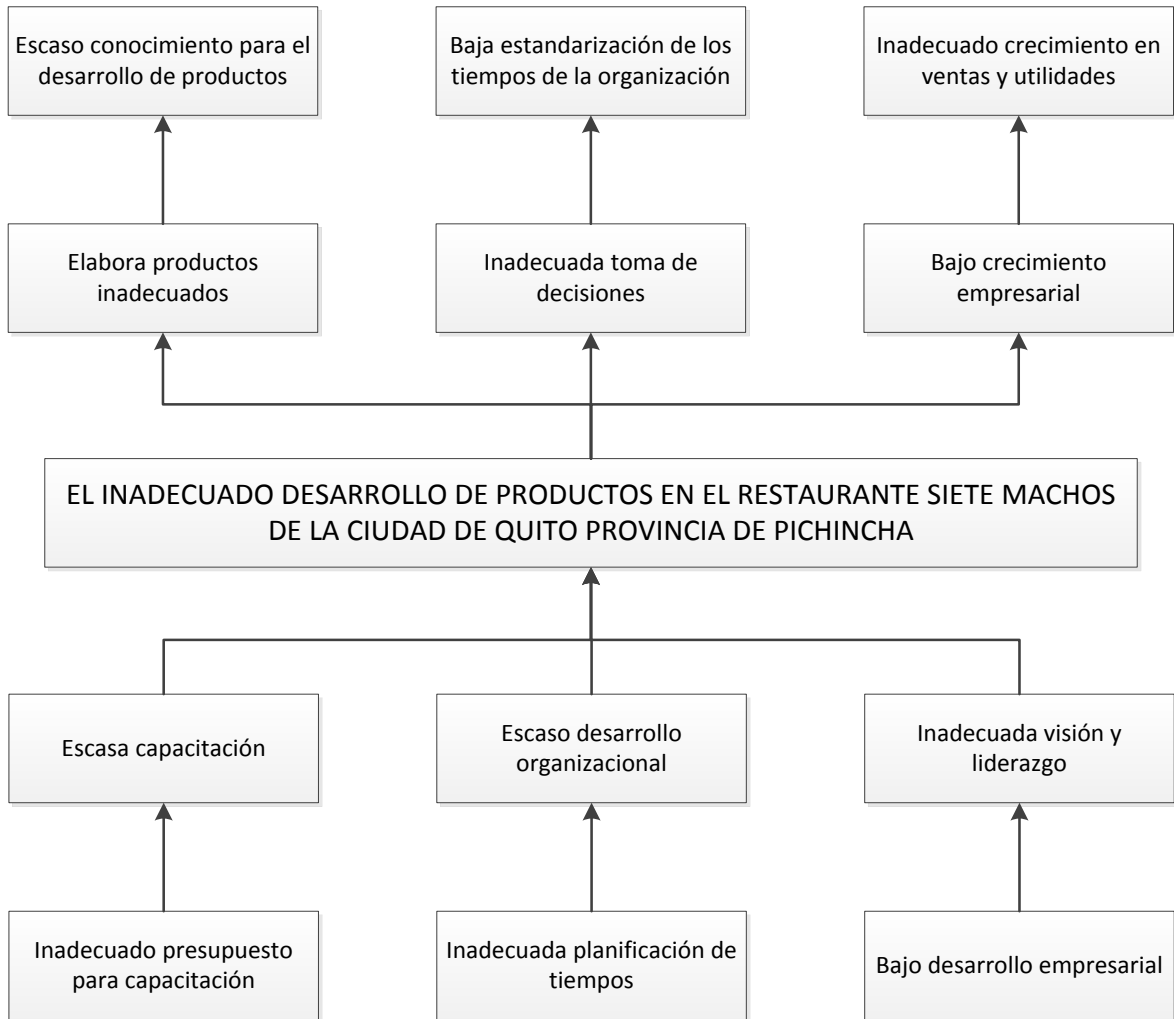 Escaso conocimiento para el
desarrollo de productos
Baja estandarización de los
tiempos de la organización
Inadecuado crecimiento en
ventas y utilidades
Elabora productos
inadecuados
Inadecuada toma de
decisiones
Bajo crecimiento
empresarial
EL INADECUADO DESARROLLO DE PRODUCTOS EN EL RESTAURANTE SIETE MACHOS
DE LA CIUDAD DE QUITO PROVINCIA DE PICHINCHA
Escasa capacitación
Escaso desarrollo
organizacional
Inadecuada visión y
liderazgo
Inadecuado presupuesto
para capacitación
Inadecuada planificación de
tiempos
Bajo desarrollo empresarial